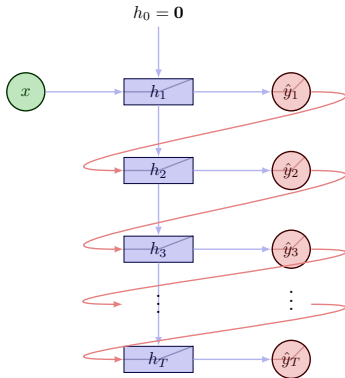 h₀ = 0
x h₁ ŷ₁
h₂ ŷ₂
h₃ ŷ₃
⋮ ⋮
h_T ŷ_T